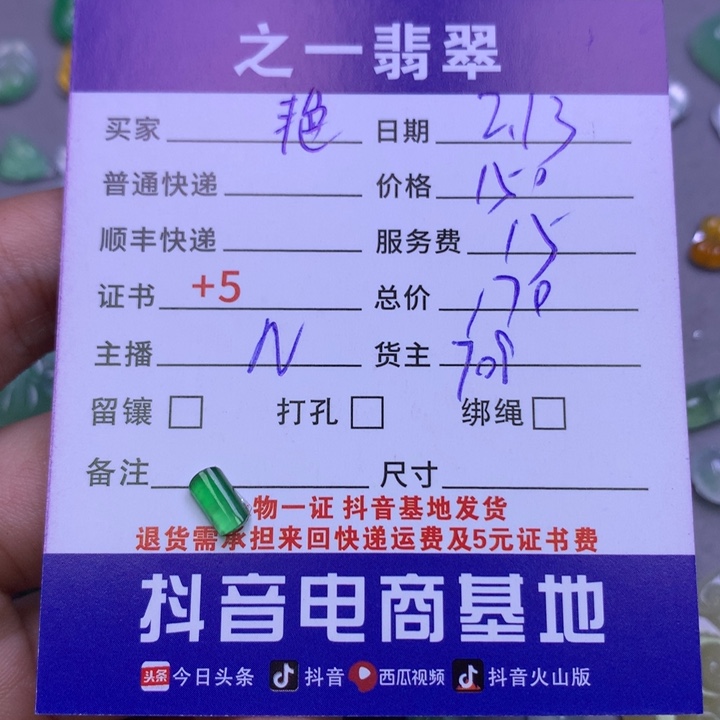 之一翡翠
买家 艳 日期 2.13
普通快递 价格 150
顺丰快递 服务费 15
证书 +5 总价 170
主播 N 货主 709
留镶 打孔 绑绳
备注 尺寸
物一证 抖音基地发货
退货需承担来回快递运费及5元证书费
抖音电商基地
头条 今日头条 抖音 西瓜视频 抖音火山版